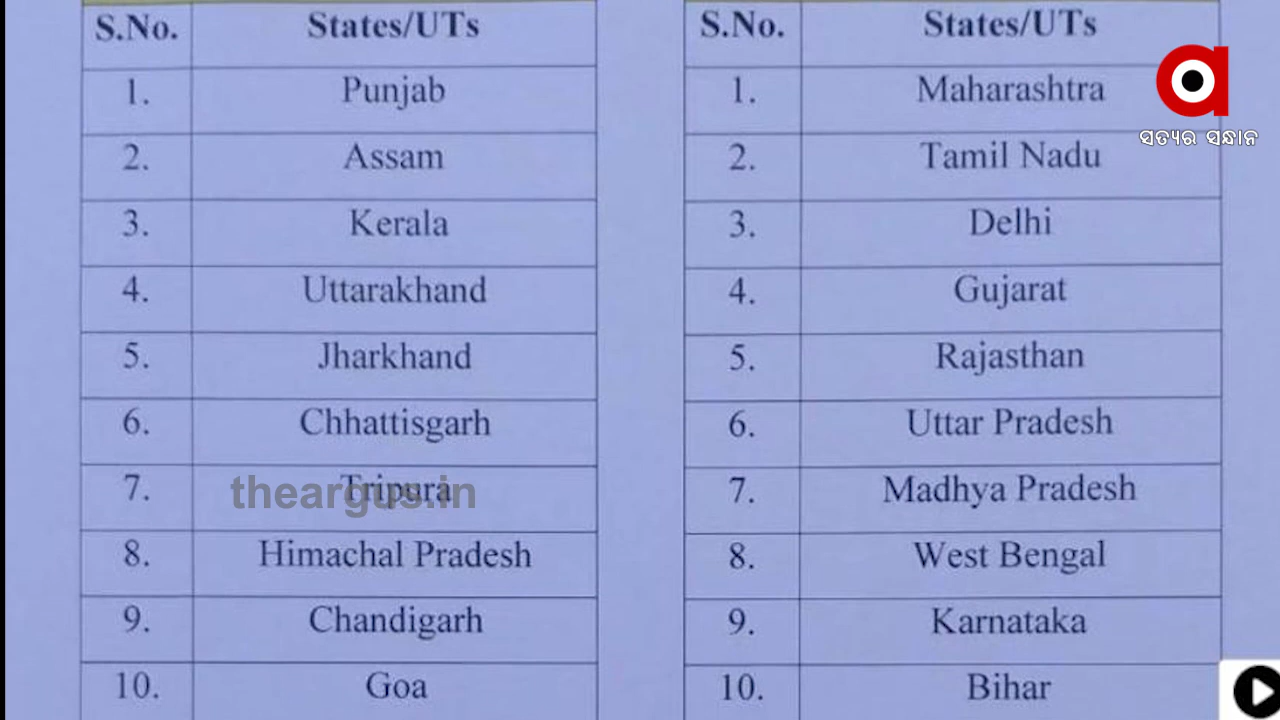 S.No. States/UTs
1. Punjab
2. Assam
3. Kerala
4. Uttarakhand
5. Jharkhand
6. Chhattisgarh
7. Tripura
8. Himachal Pradesh
9. Chandigarh
10. Goa
S.No. States/UTs
1. Maharashtra
2. Tamil Nadu
3. Delhi
4. Gujarat
5. Rajasthan
6. Uttar Pradesh
7. Madhya Pradesh
8. West Bengal
9. Karnataka
10. Bihar
a
ସତ୍ୟର ସନ୍ଧାନ
theargus.in